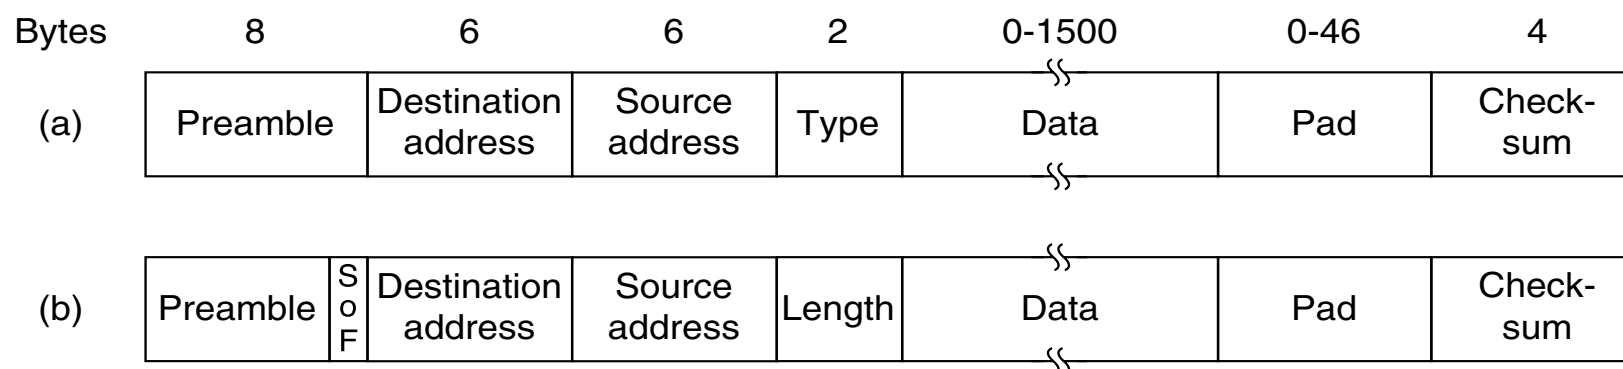 Bytes 8 6 6 2 0-1500 0-46 4
(a) Preamble Destination address Source address Type Data Pad Check-sum
(b) Preamble SoF Destination address Source address Length Data Pad Check-sum